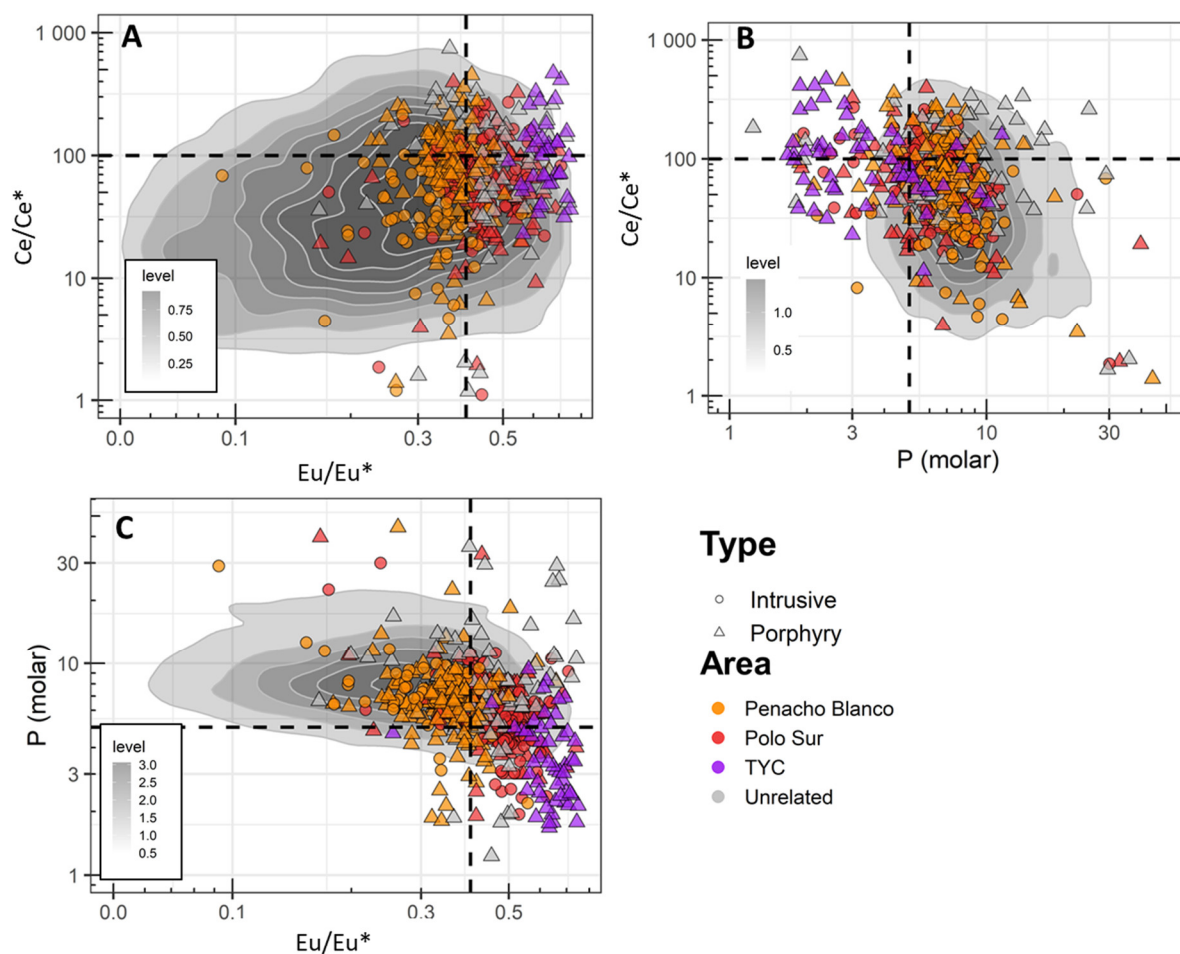 A
1 000
100
10
1
Ce/Ce*
level
0.75
0.50
0.25
0.0
0.1
0.3
0.5
Eu/Eu*
B
1 000
100
10
1
Ce/Ce*
level
1.0
0.5
1
3
10
30
P (molar)
C
30
10
3
1
P (molar)
level
3.0
2.5
2.0
1.5
1.0
0.5
0.0
0.1
0.3
0.5
Eu/Eu*
Type
Intrusive
Porphyry
Area
Penacho Blanco
Polo Sur
TYC
Unrelated